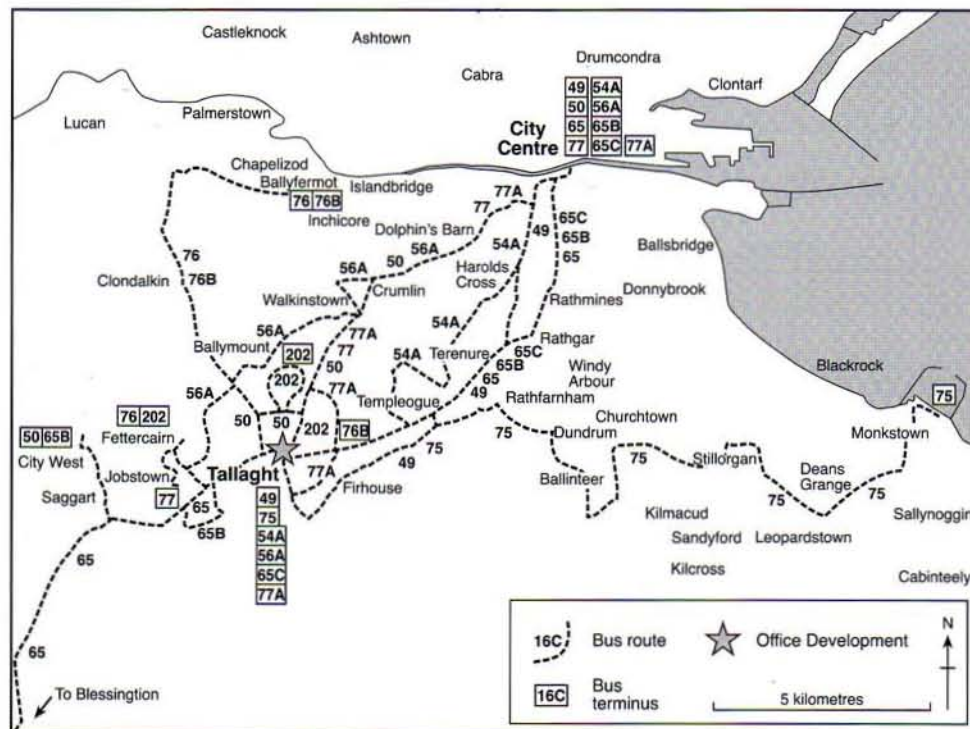 Castleknock
Ashtown
Drumcondra
Cabra
Clontarf
49 54A
50 56A
65 65B
77 65C 77A
City
Centre
Palmerstown
Lucan
Chapelizod
Ballyfermot
76 76B
Islandbridge
Inchicore
77A
77
Dolphin's Barn
65C
65B
65
49
54A
56A
50
56A
Ballsbridge
76
76B
Clondalkin
Harolds
Cross
Crumlin
Walkinstown
Donnybrook
Rathmines
56A
77A
77
50
54A
Rathgar
Ballymount
202
202
54A
Terenure
65C
65B
65
49
Windy
Arbour
Blackrock
75
56A
77A
Templeogue
Rathfarnham
Churchtown
76 202
Fettercairn
50
50
202
76B
75
75
Dundrum
Monkstown
50 65B
City West
Jobstown
Tallaght
77A
49
Firhouse
Ballinteer
75
Stillorgan
Deans
Grange
75
75
Saggart
77
65
65B
49
75
54A
56A
65C
77A
Kilmacud
Sallynoggin
Sandyford
Leopardstown
Kilcross
Cabinteely
65
65
To Blessington
16C
Bus route
Office Development
N
16C
Bus
terminus
5 kilometres